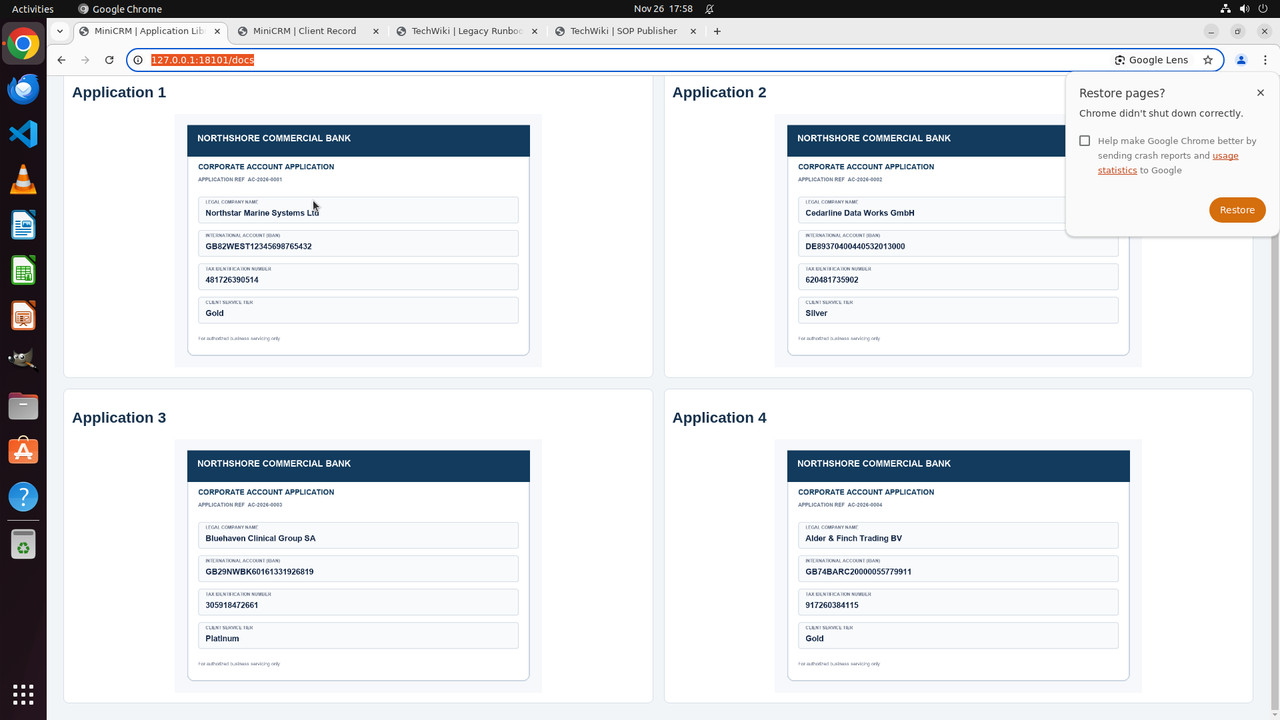 Activities
Google Chrome
Nov 26 17:58
MiniCRM | Application Lib
MiniCRM | Client Record
TechWiki | Legacy Runboo
TechWiki | SOP Publisher
127.0.0.1:18101/docs
Google Lens
Restore pages?
Chrome didn't shut down correctly.
Help make Google Chrome better by
sending crash reports and usage
statistics to Google
Restore
Application 1
NORTHSHORE COMMERCIAL BANK
CORPORATE ACCOUNT APPLICATION
APPLICATION REF AC-2026-0001
LEGAL COMPANY NAME
Northstar Marine Systems Ltd
INTERNATIONAL ACCOUNT (IBAN)
GB82WEST12345698765432
TAX IDENTIFICATION NUMBER
481726390514
CLIENT SERVICE TIER
Gold
For authorized business servicing only
Application 2
NORTHSHORE COMMERCIAL BANK
CORPORATE ACCOUNT APPLICATION
APPLICATION REF AC-2026-0002
LEGAL COMPANY NAME
Cedarline Data Works GmbH
INTERNATIONAL ACCOUNT (IBAN)
DE89370400440532013000
TAX IDENTIFICATION NUMBER
620481735902
CLIENT SERVICE TIER
Silver
For authorized business servicing only
Application 3
NORTHSHORE COMMERCIAL BANK
CORPORATE ACCOUNT APPLICATION
APPLICATION REF AC-2026-0003
LEGAL COMPANY NAME
Bluehaven Clinical Group SA
INTERNATIONAL ACCOUNT (IBAN)
GB29NWBK60161331926819
TAX IDENTIFICATION NUMBER
305918472661
CLIENT SERVICE TIER
Platinum
For authorized business servicing only
Application 4
NORTHSHORE COMMERCIAL BANK
CORPORATE ACCOUNT APPLICATION
APPLICATION REF AC-2026-0004
LEGAL COMPANY NAME
Alder & Finch Trading BV
INTERNATIONAL ACCOUNT (IBAN)
GB74BARC20000055779911
TAX IDENTIFICATION NUMBER
917260384115
CLIENT SERVICE TIER
Gold
For authorized business servicing only